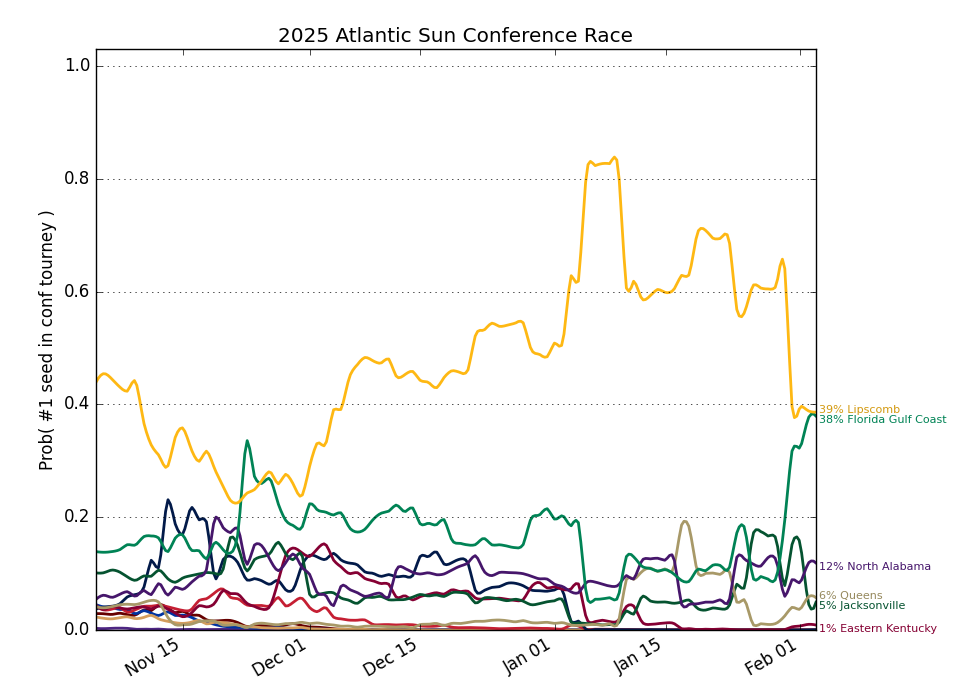 2025 Atlantic Sun Conference Race
Prob( #1 seed in conf tourney )
1.0
0.8
0.6
0.4
0.2
0.0
39% Lipscomb
38% Florida Gulf Coast
12% North Alabama
6% Queens
5% Jacksonville
1% Eastern Kentucky
Nov 15
Dec 01
Dec 15
Jan 01
Jan 15
Feb 01